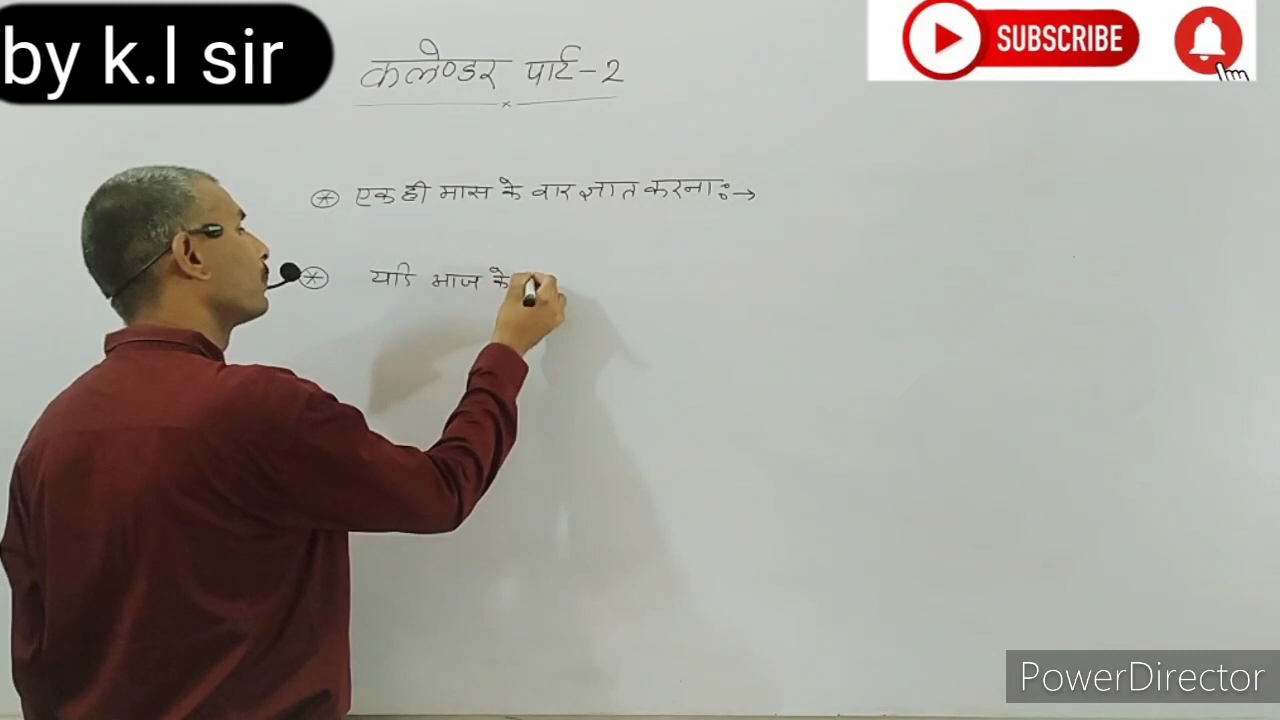 by k.l sir
SUBSCRIBE
कलेण्डर पार्ट-2
एक ही मास के वार ज्ञात करना :→
यदि आज के
PowerDirector